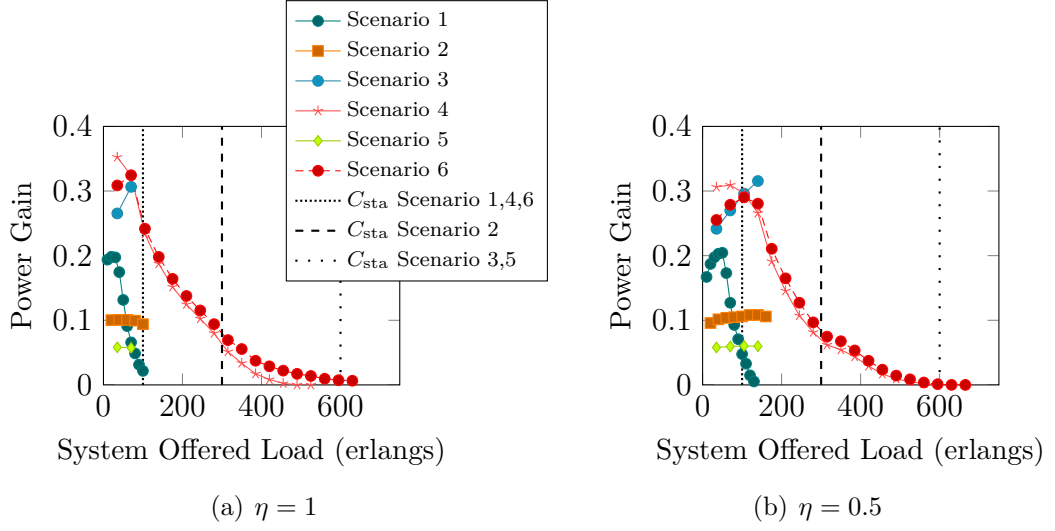 Scenario 1
Scenario 2
Scenario 3
Scenario 4
Scenario 5
Scenario 6
C_sta Scenario 1,4,6
C_sta Scenario 2
C_sta Scenario 3,5
0.4
0.3
0.2
0.1
0
Power Gain
0 200 400 600
System Offered Load (erlangs)
(a) η = 1
0.4
0.3
0.2
0.1
0
Power Gain
0 200 400 600
System Offered Load (erlangs)
(b) η = 0.5